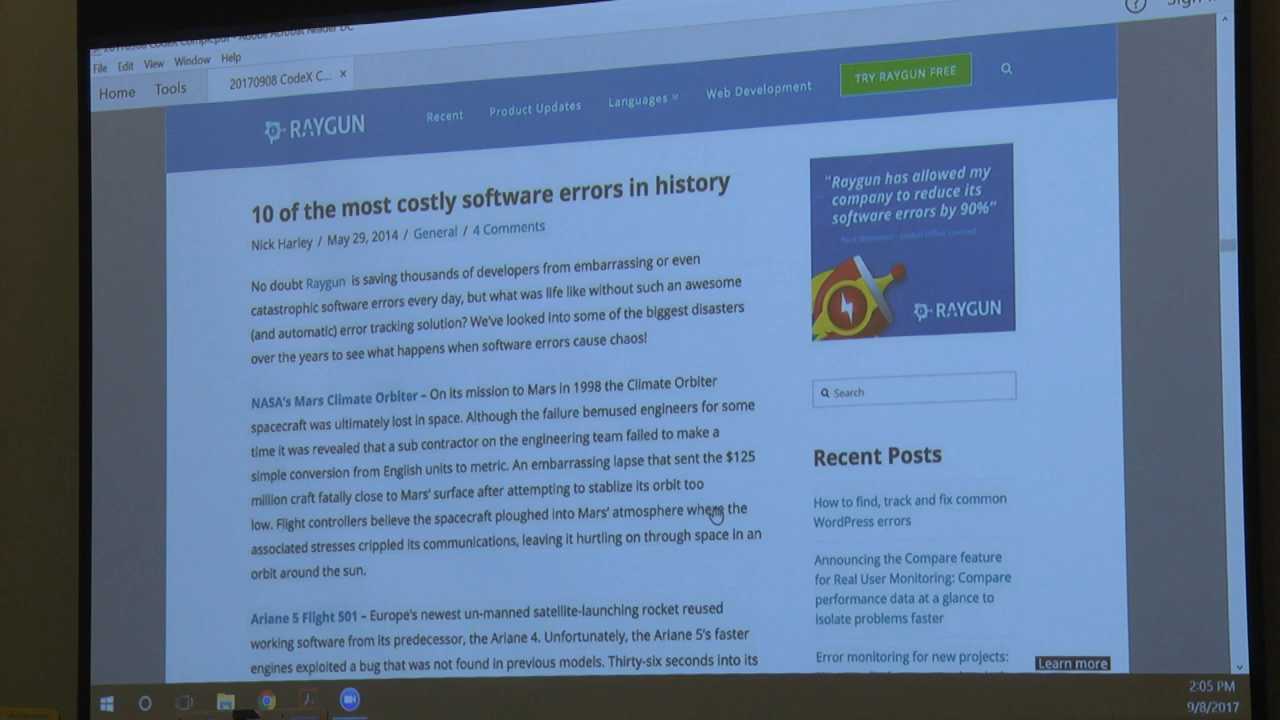 File Edit View Window Help
Home Tools 20170908 CodeX C... ×
RAYGUN Recent Product Updates Languages Web Development TRY RAYGUN FREE
10 of the most costly software errors in history
Nick Harley / May 29, 2014 / General / 4 Comments
No doubt Raygun is saving thousands of developers from embarrassing or even
catastrophic software errors every day, but what was life like without such an awesome
(and automatic) error tracking solution? We've looked into some of the biggest disasters
over the years to see what happens when software errors cause chaos!
NASA's Mars Climate Orbiter – On its mission to Mars in 1998 the Climate Orbiter
spacecraft was ultimately lost in space. Although the failure bemused engineers for some
time it was revealed that a sub contractor on the engineering team failed to make a
simple conversion from English units to metric. An embarrassing lapse that sent the $125
million craft fatally close to Mars' surface after attempting to stablize its orbit too
low. Flight controllers believe the spacecraft ploughed into Mars' atmosphere where the
associated stresses crippled its communications, leaving it hurtling on through space in an
orbit around the sun.
Ariane 5 Flight 501 – Europe's newest un-manned satellite-launching rocket reused
working software from its predecessor, the Ariane 4. Unfortunately, the Ariane 5's faster
engines exploited a bug that was not found in previous models. Thirty-six seconds into its
"Raygun has allowed my
company to reduce its
software errors by 90%"
RAYGUN
Search
Recent Posts
How to find, track and fix common
WordPress errors
Announcing the Compare feature
for Real User Monitoring: Compare
performance data at a glance to
isolate problems faster
Error monitoring for new projects:
Learn more
2:05 PM
9/8/2017